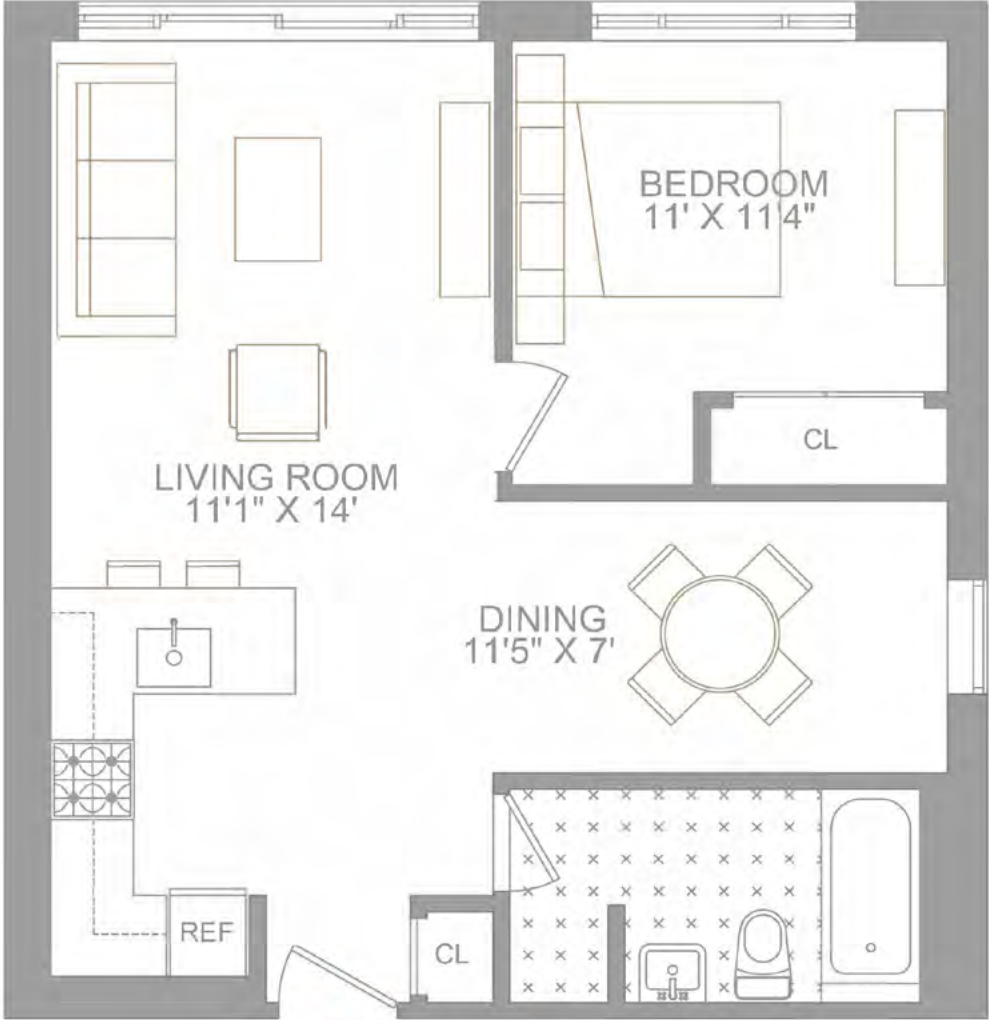 BEDROOM
11' X 11'4"
CL
LIVING ROOM
11'1" X 14'
DINING
11'5" X 7'
REF
CL